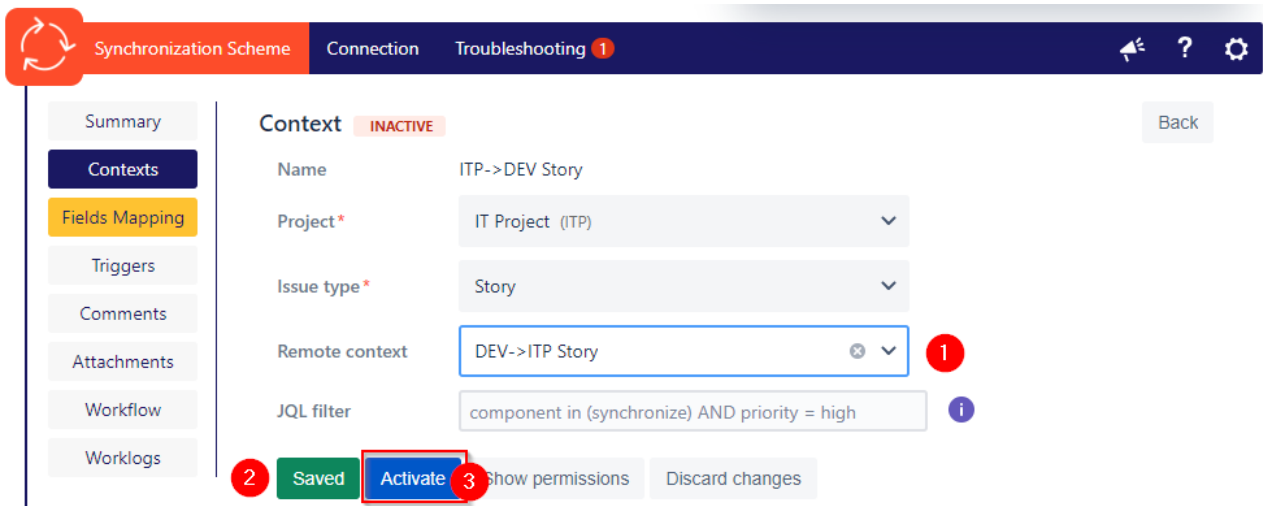 Synchronization Scheme Connection Troubleshooting 1 ?
Summary
Contexts
Fields Mapping
Triggers
Comments
Attachments
Workflow
Worklogs
Context INACTIVE Back
Name ITP->DEV Story
Project* IT Project (ITP)
Issue type* Story
Remote context DEV->ITP Story 1
JQL filter component in (synchronize) AND priority = high i
2 Saved Activate 3 Show permissions Discard changes